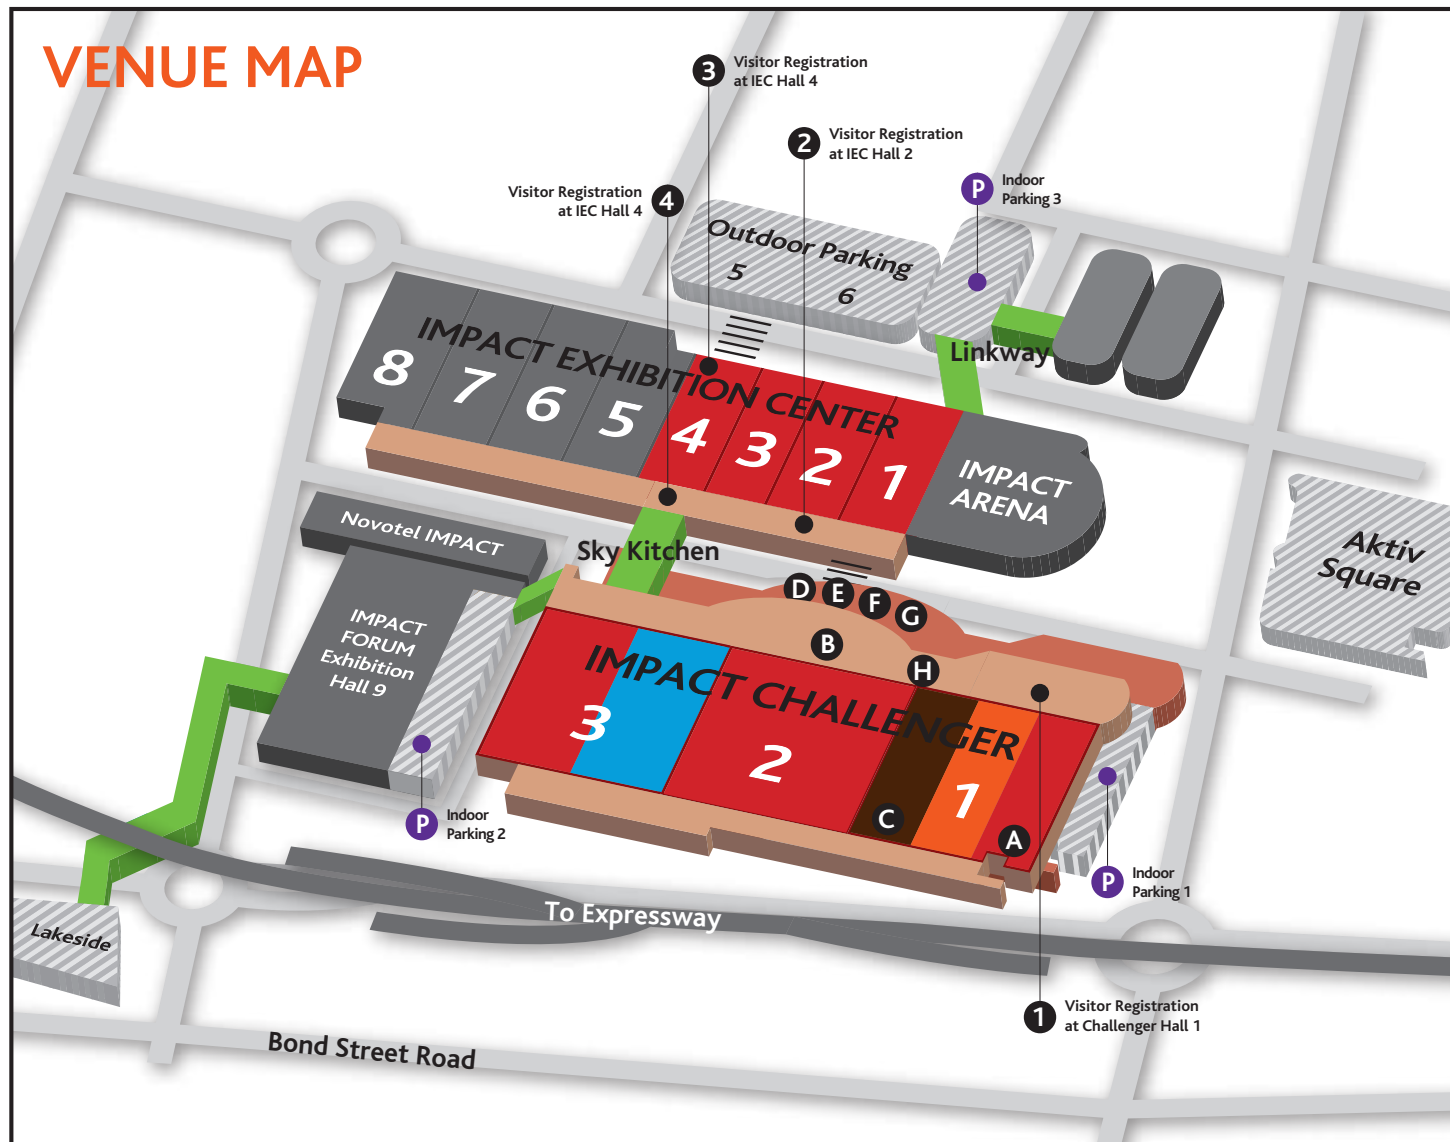 VENUE MAP
3
Visitor Registration
at IEC Hall 4
2
Visitor Registration
at IEC Hall 2
Visitor Registration
at IEC Hall 4
4
P
Indoor
Parking 3
Outdoor Parking
5
6
Linkway
IMPACT EXHIBITION CENTER
8
7
6
5
4
3
2
1
IMPACT
ARENA
Aktiv
Square
Novotel IMPACT
Sky Kitchen
IMPACT
FORUM
Exhibition
Hall 9
D
E
F
G
B
H
IMPACT CHALLENGER
3
2
1
C
A
P
Indoor
Parking 2
P
Indoor
Parking 1
To Expressway
Lakeside
1
Visitor Registration
at Challenger Hall 1
Bond Street Road